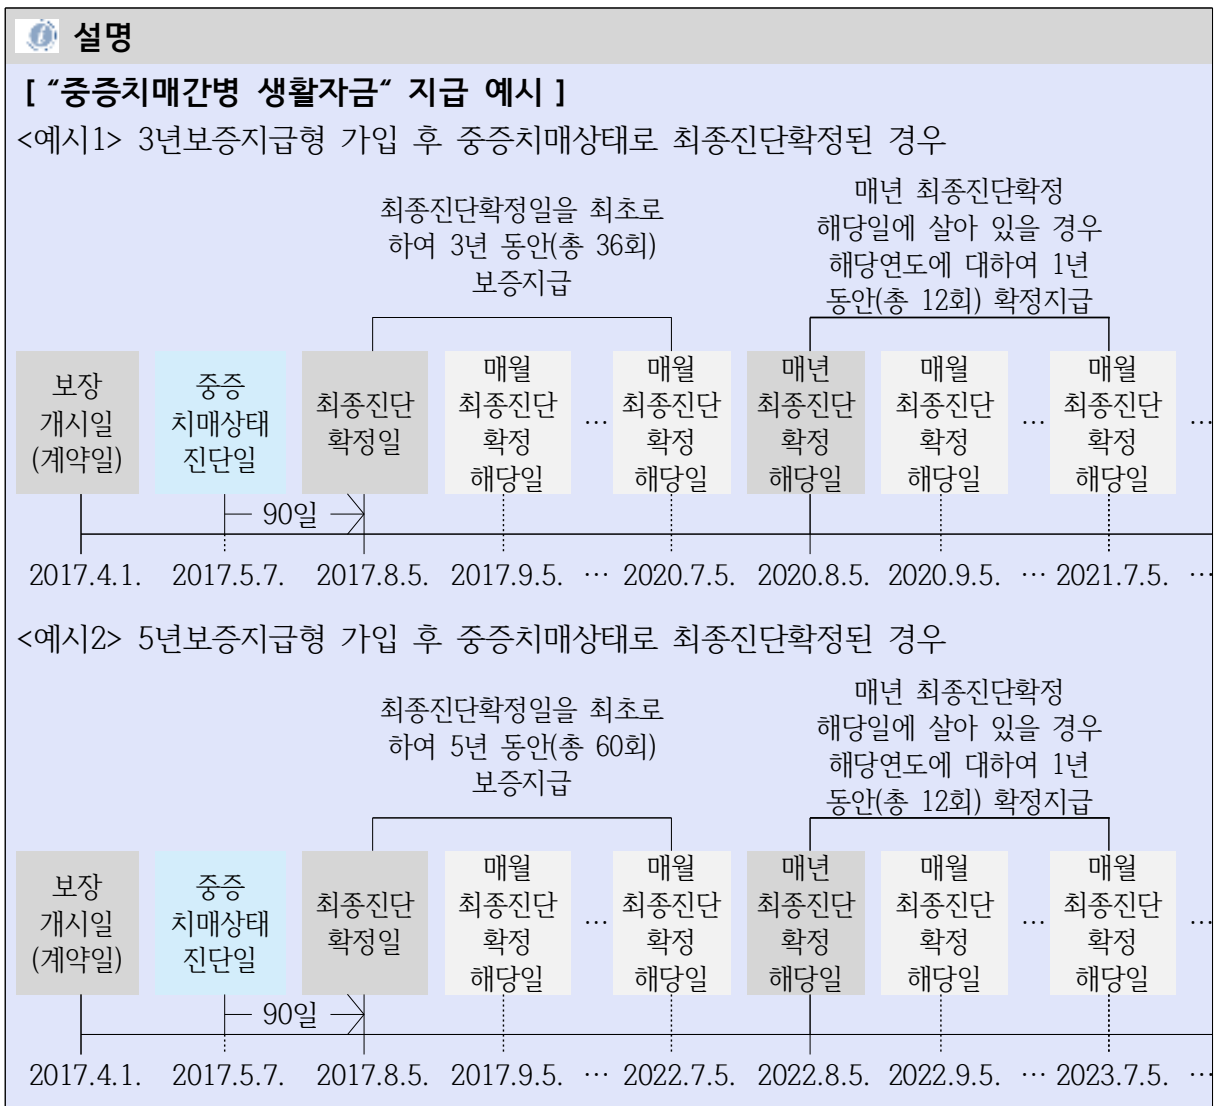 설명
[ “중증치매간병 생활자금“ 지급 예시 ]
<예시1> 3년보증지급형 가입 후 중증치매상태로 최종진단확정된 경우
최종진단확정일을 최초로
하여 3년 동안(총 36회)
보증지급
매년 최종진단확정
해당일에 살아 있을 경우
해당연도에 대하여 1년
동안(총 12회) 확정지급
보장
개시일
(계약일)
중증
치매상태
진단일
최종진단
확정일
매월
최종진단
확정
해당일
…
매월
최종진단
확정
해당일
매년
최종진단
확정
해당일
매월
최종진단
확정
해당일
…
매월
최종진단
확정
해당일
…
90일
2017.4.1. 2017.5.7. 2017.8.5. 2017.9.5. … 2020.7.5. 2020.8.5. 2020.9.5. … 2021.7.5. …
<예시2> 5년보증지급형 가입 후 중증치매상태로 최종진단확정된 경우
최종진단확정일을 최초로
하여 5년 동안(총 60회)
보증지급
매년 최종진단확정
해당일에 살아 있을 경우
해당연도에 대하여 1년
동안(총 12회) 확정지급
보장
개시일
(계약일)
중증
치매상태
진단일
최종진단
확정일
매월
최종진단
확정
해당일
…
매월
최종진단
확정
해당일
매년
최종진단
확정
해당일
매월
최종진단
확정
해당일
…
매월
최종진단
확정
해당일
…
90일
2017.4.1. 2017.5.7. 2017.8.5. 2017.9.5. … 2022.7.5. 2022.8.5. 2022.9.5. … 2023.7.5. …